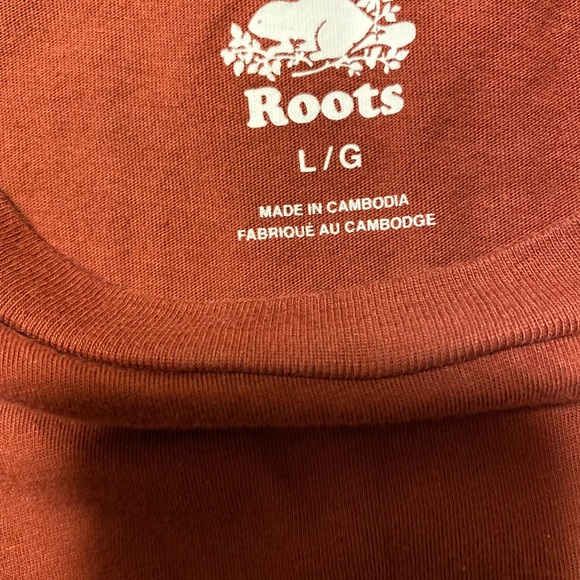 Roots
L/G
MADE IN CAMBODIA
FABRIQUÉ AU CAMBODGE